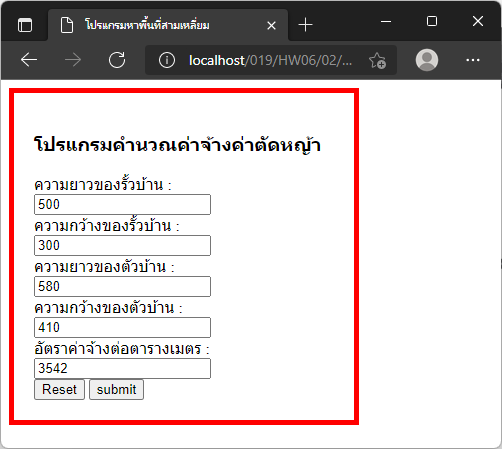 โปรแกรมหาพื้นที่สามเหลี่ยม
localhost/019/HW06/02/...
โปรแกรมคำนวณค่าจ้างค่าตัดหญ้า
ความยาวของรั้วบ้าน :
500
ความกว้างของรั้วบ้าน :
300
ความยาวของตัวบ้าน :
580
ความกว้างของตัวบ้าน :
410
อัตราค่าจ้างต่อตารางเมตร :
3542
Reset submit